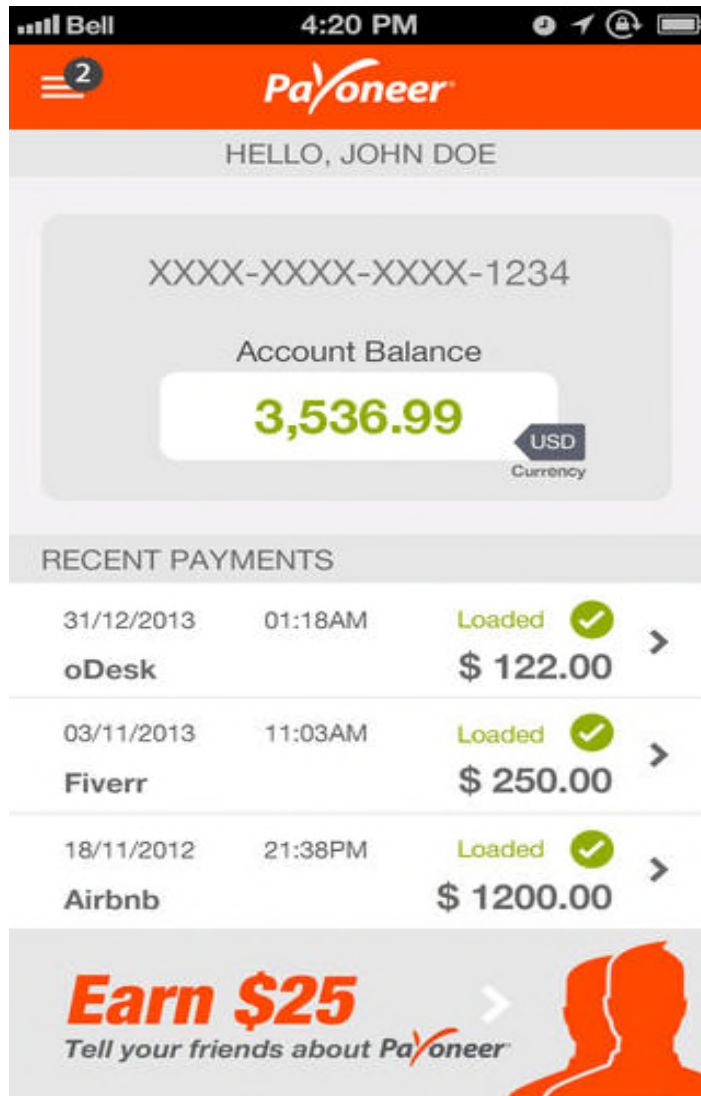 Bell 4:20 PM
2
Payoneer
HELLO, JOHN DOE
XXXX-XXXX-XXXX-1234
Account Balance
3,536.99
USD
Currency
RECENT PAYMENTS
31/12/2013 01:18AM Loaded
oDesk $ 122.00
03/11/2013 11:03AM Loaded
Fiverr $ 250.00
18/11/2012 21:38PM Loaded
Airbnb $ 1200.00
Earn $25
Tell your friends about Payoneer